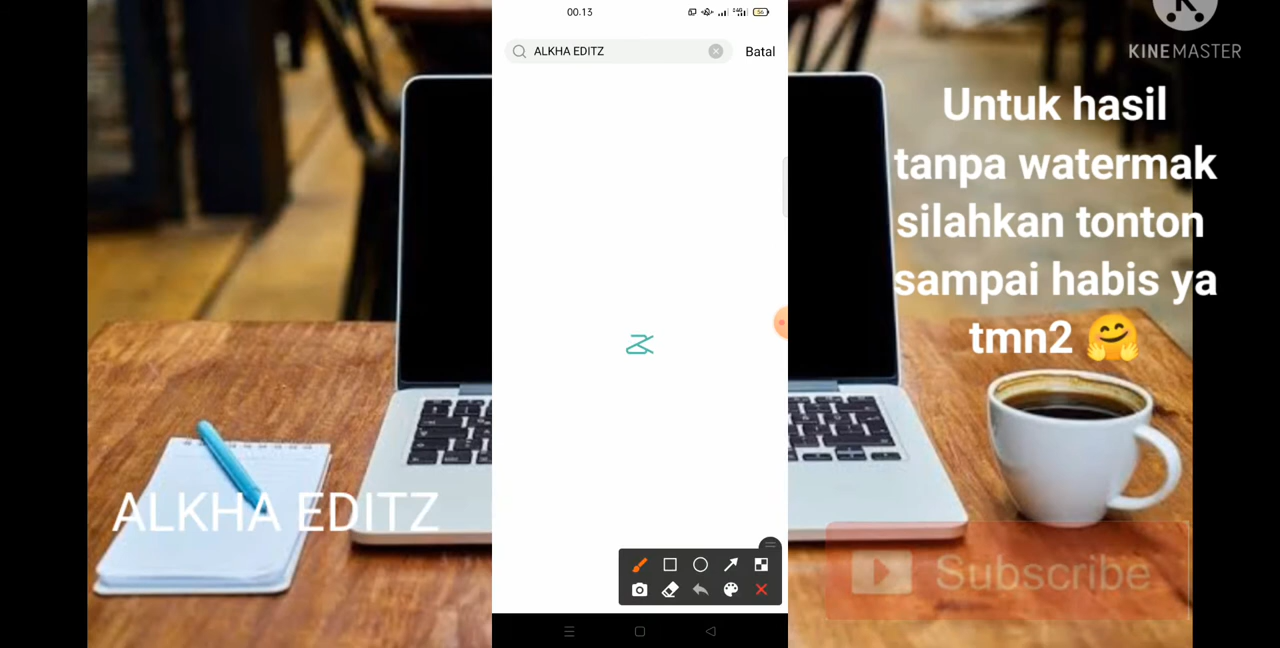 00.13
ALKHA EDITZ
Batal
KINEMASTER
Untuk hasil
tanpa watermak
silahkan tonton
sampai habis ya
tmn2 🤗
ALKHA EDITZ
Subscribe